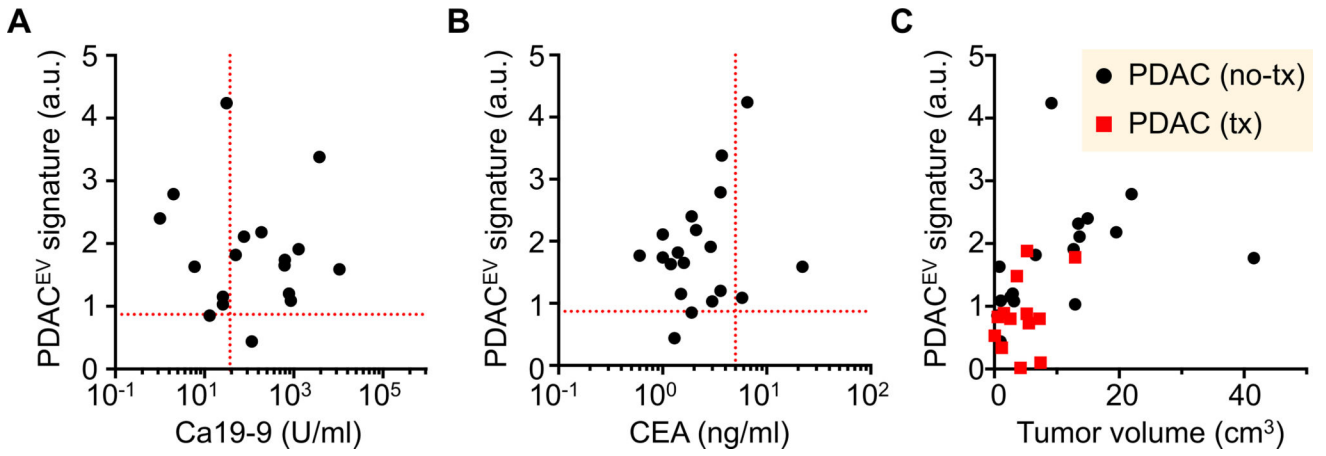 A
PDAC^EV signature (a.u.)
5
4
3
2
1
0
10^-1
10^1
10^3
10^5
Ca19-9 (U/ml)
B
PDAC^EV signature (a.u.)
5
4
3
2
1
0
10^-1
10^0
10^1
10^2
CEA (ng/ml)
C
PDAC^EV signature (a.u.)
5
4
3
2
1
0
0
20
40
Tumor volume (cm^3)
PDAC (no-tx)
PDAC (tx)